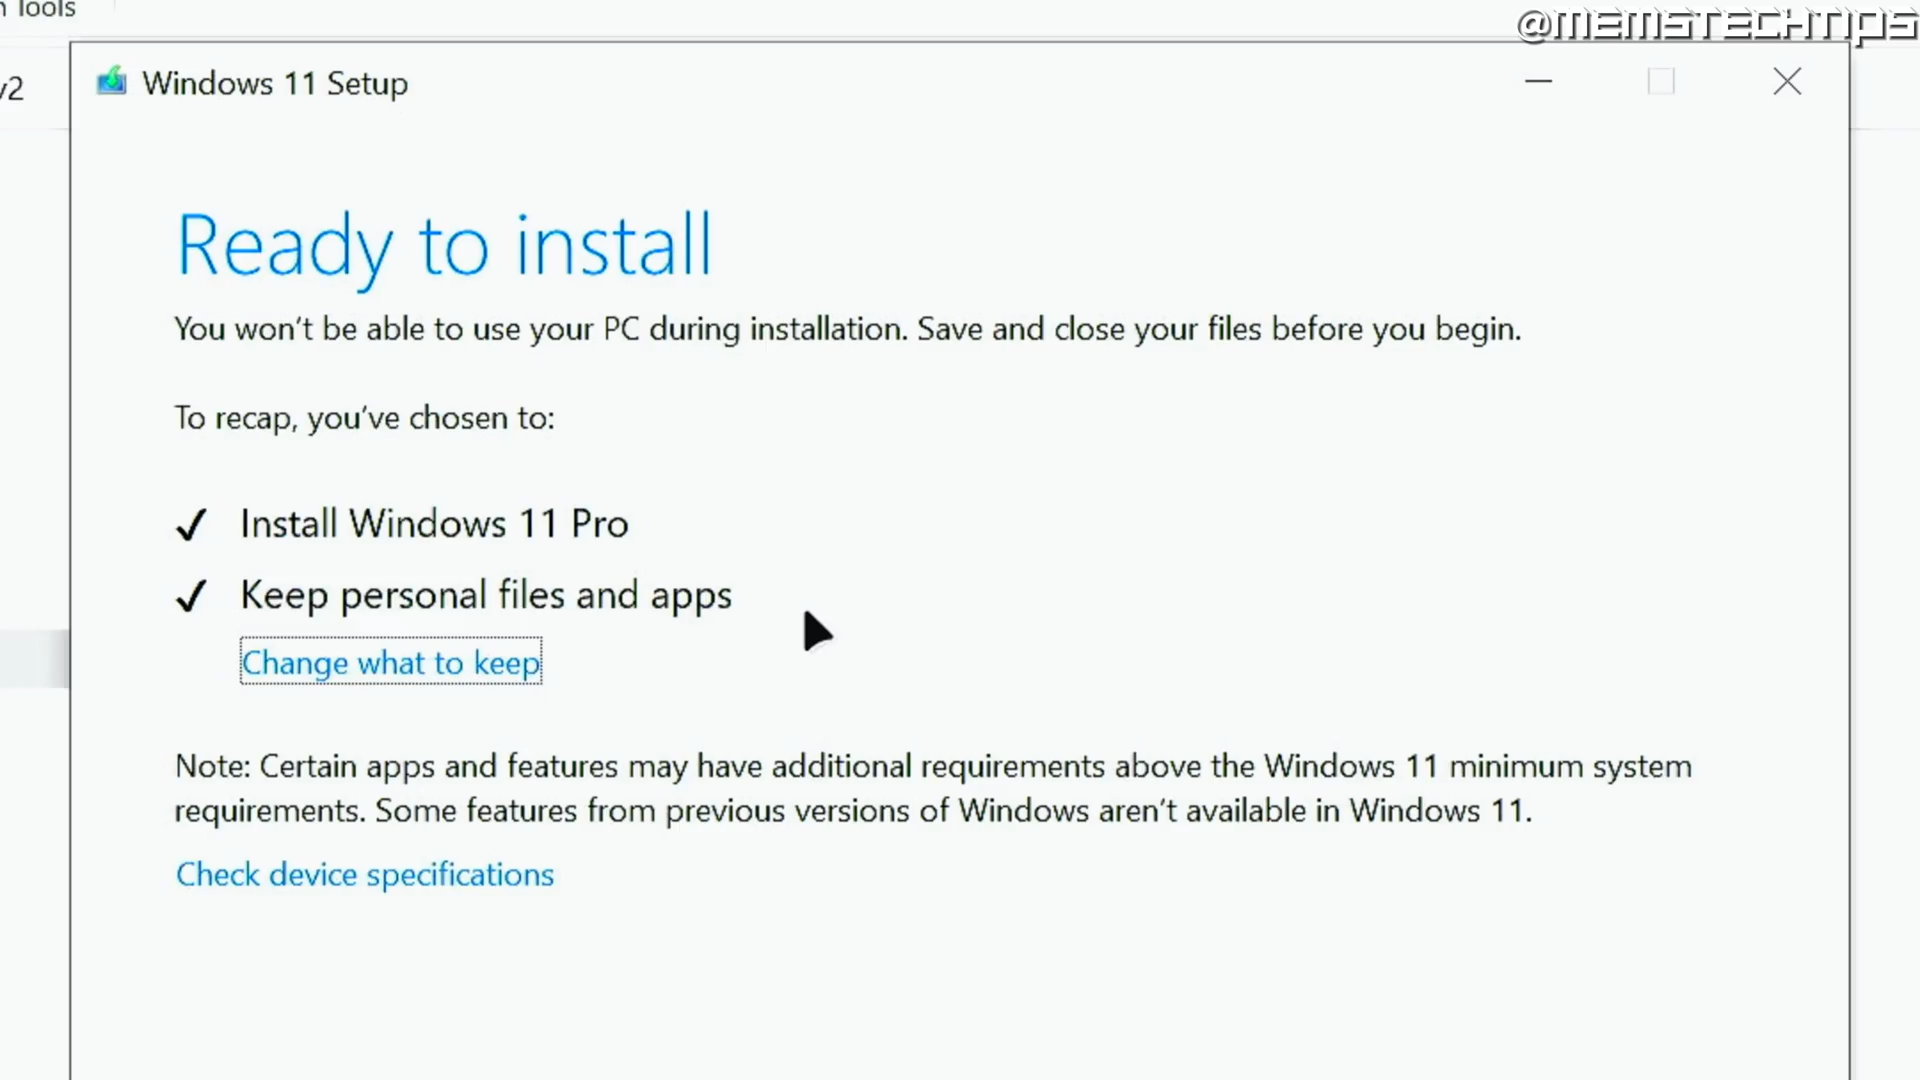 Tools
@MEMSTECHTIPS
v2
Windows 11 Setup
Ready to install
You won't be able to use your PC during installation. Save and close your files before you begin.
To recap, you've chosen to:
Install Windows 11 Pro
Keep personal files and apps
Change what to keep
Note: Certain apps and features may have additional requirements above the Windows 11 minimum system
requirements. Some features from previous versions of Windows aren't available in Windows 11.
Check device specifications